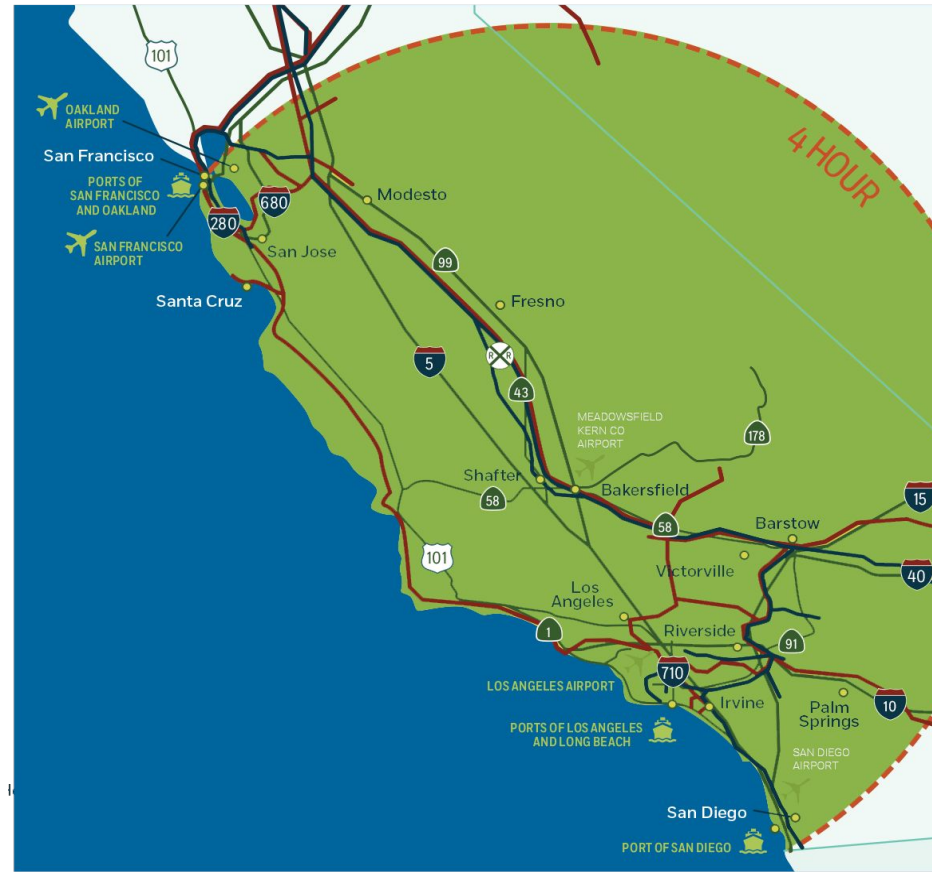 101
OAKLAND
AIRPORT
San Francisco
PORTS OF
SAN FRANCISCO
AND OAKLAND
680
280
SAN FRANCISCO
AIRPORT
San Jose
Santa Cruz
Modesto
4 HOUR
99
Fresno
R R
5
43
MEADOWSFIELD
KERN CO
AIRPORT
178
Shafter
58
Bakersfield
58
15
Barstow
101
Victorville
40
Los
Angeles
1
Riverside
91
710
LOS ANGELES AIRPORT
Irvine
Palm
Springs
10
PORTS OF LOS ANGELES
AND LONG BEACH
SAN DIEGO
AIRPORT
San Diego
PORT OF SAN DIEGO